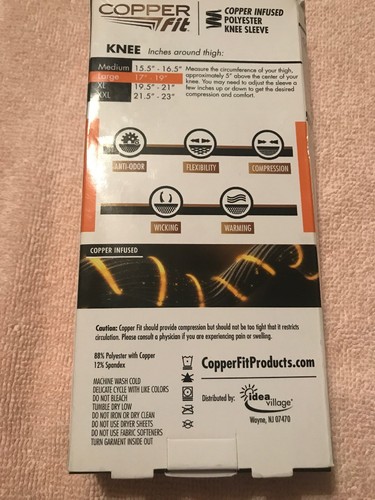 COPPER Fit
COPPER INFUSED
POLYESTER
KNEE SLEEVE
KNEE Inches around thigh:
Medium 15.5" - 16.5"
Large 17" - 19"
XL 19.5" - 21"
XXL 21.5" - 23"
Measure the circumference of your thigh,
approximately 5" above the center of your
knee. You may need to adjust the sleeve a
few inches up or down to get the desired
compression and comfort.
ANTI-ODOR FLEXIBILITY COMPRESSION
WICKING WARMING
COPPER INFUSED
Caution: Copper Fit should provide compression but should not be too tight that it restricts
circulation. Please consult a physician if you are experiencing pain or swelling.
88% Polyester with Copper
12% Spandex
MACHINE WASH COLD
DELICATE CYCLE WITH LIKE COLORS
DO NOT BLEACH
TUMBLE DRY LOW
DO NOT IRON OR DRY CLEAN
DO NOT USE DRYER SHEETS
DO NOT USE FABRIC SOFTENERS
TURN GARMENT INSIDE OUT
CopperFitProducts.com
Distributed by: idea village
Wayne, NJ 07470